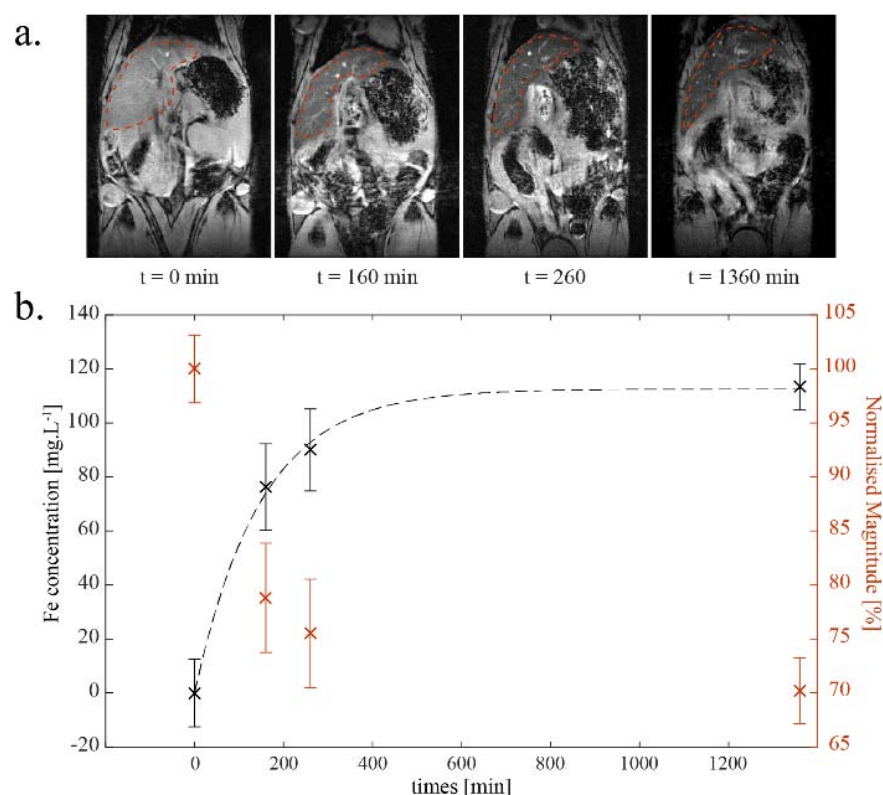 a.
t = 0 min
t = 160 min
t = 260
t = 1360 min
b.
140
120
100
80
60
40
20
0
-20
Fe concentration [mg.L⁻¹]
105
100
95
90
85
80
75
70
65
Normalised Magnitude [%]
0
200
400
600
800
1000
1200
times [min]